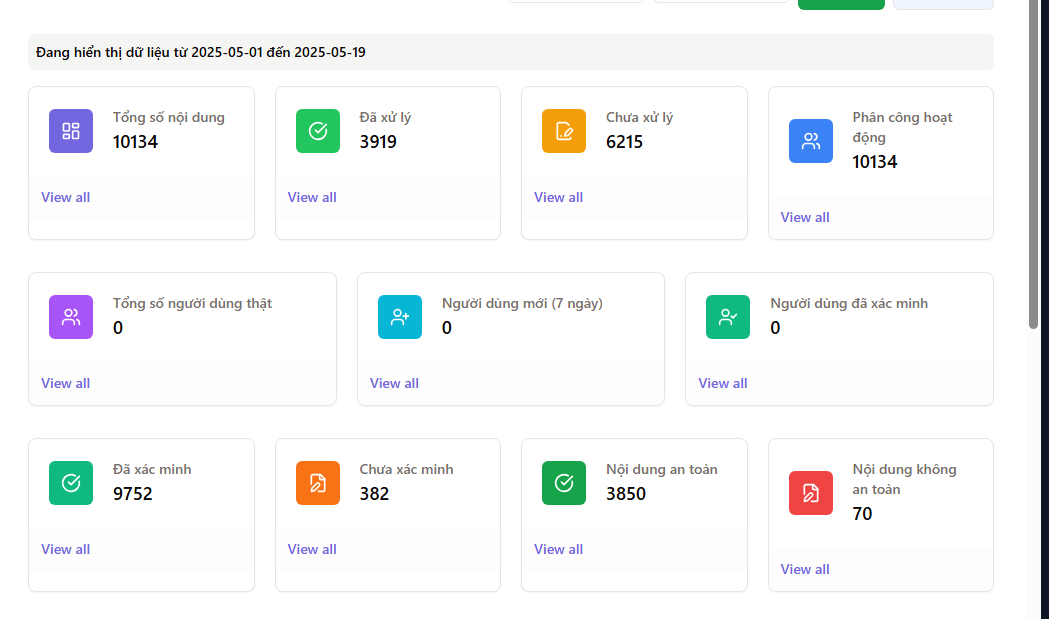 Đang hiển thị dữ liệu từ 2025-05-01 đến 2025-05-19
Tổng số nội dung
10134
View all
Đã xử lý
3919
View all
Chưa xử lý
6215
View all
Phân công hoạt
động
10134
View all
Tổng số người dùng thật
0
View all
Người dùng mới (7 ngày)
0
View all
Người dùng đã xác minh
0
View all
Đã xác minh
9752
View all
Chưa xác minh
382
View all
Nội dung an toàn
3850
View all
Nội dung không
an toàn
70
View all